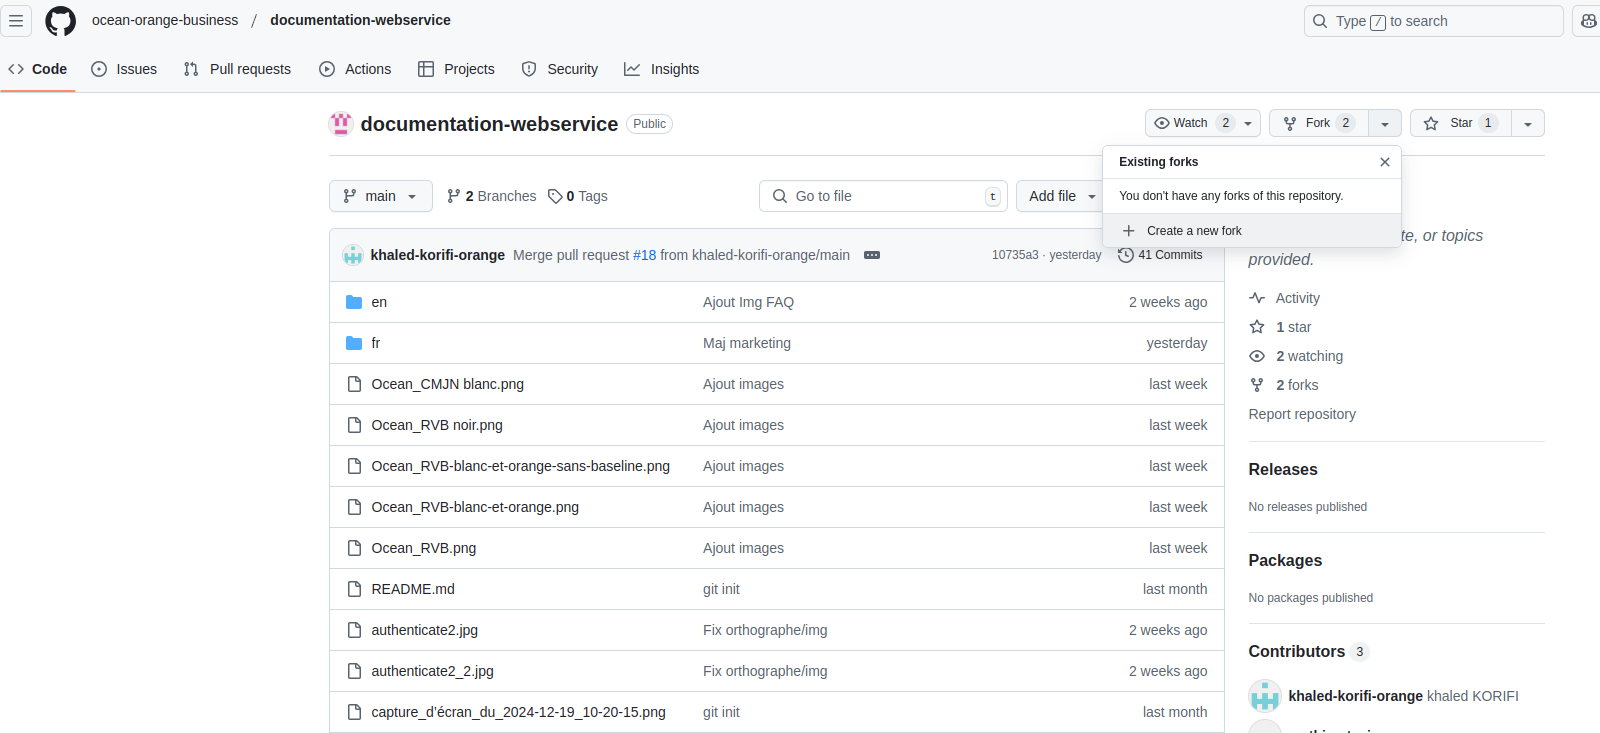 ocean-orange-business / documentation-webservice
Type / to search
Code Issues Pull requests Actions Projects Security Insights
documentation-webservice Public
Watch 2 Fork 2 Star 1
Existing forks
You don't have any forks of this repository.
Create a new fork
main 2 Branches 0 Tags Go to file t Add file
khaled-korifi-orange Merge pull request #18 from khaled-korifi-orange/main 10735a3 · yesterday 41 Commits
en Ajout Img FAQ 2 weeks ago
fr Maj marketing yesterday
Ocean_CMJN blanc.png Ajout images last week
Ocean_RVB noir.png Ajout images last week
Ocean_RVB-blanc-et-orange-sans-baseline.png Ajout images last week
Ocean_RVB-blanc-et-orange.png Ajout images last week
Ocean_RVB.png Ajout images last week
README.md git init last month
authenticate2.jpg Fix orthographe/img 2 weeks ago
authenticate2_2.jpg Fix orthographe/img 2 weeks ago
capture_d'écran_du_2024-12-19_10-20-15.png git init last month
or topics
provided.
Activity
1 star
2 watching
2 forks
Report repository
Releases
No releases published
Packages
No packages published
Contributors 3
khaled-korifi-orange khaled KORIFI